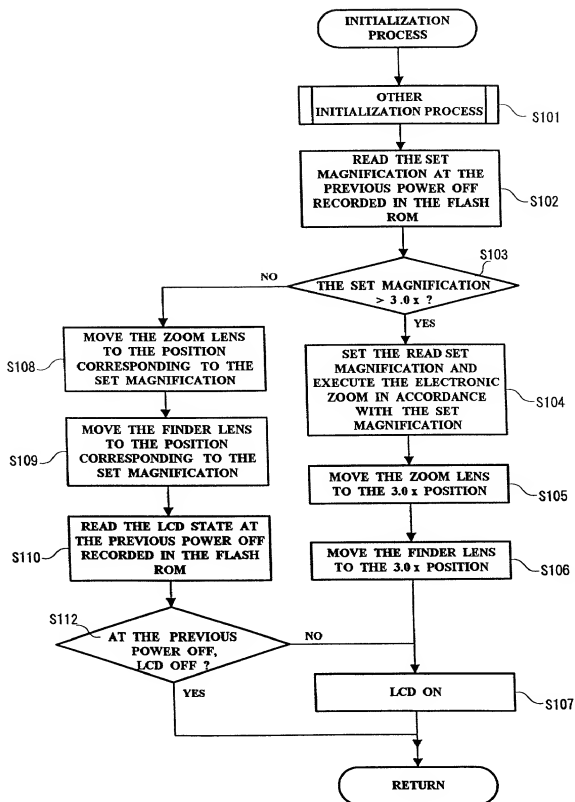 INITIALIZATION
PROCESS
OTHER
INITIALIZATION PROCESS
S101
READ THE SET
MAGNIFICATION AT THE
PREVIOUS POWER OFF
RECORDED IN THE FLASH
ROM
S102
S103
THE SET MAGNIFICATION
> 3.0x ?
NO
YES
MOVE THE ZOOM LENS
TO THE POSITION
CORRESPONDING TO THE
SET MAGNIFICATION
S108
SET THE READ SET
MAGNIFICATION AND
EXECUTE THE ELECTRONIC
ZOOM IN ACCORDANCE
WITH THE SET
MAGNIFICATION
S104
MOVE THE FINDER LENS
TO THE POSITION
CORRESPONDING TO THE
SET MAGNIFICATION
S109
MOVE THE ZOOM LENS
TO THE 3.0x POSITION
S105
READ THE LCD STATE AT
THE PREVIOUS POWER OFF
RECORDED IN THE FLASH
ROM
S110
MOVE THE FINDER LENS
TO THE 3.0x POSITION
S106
S112
AT THE PREVIOUS
POWER OFF,
LCD OFF ?
NO
YES
LCD ON
S107
RETURN